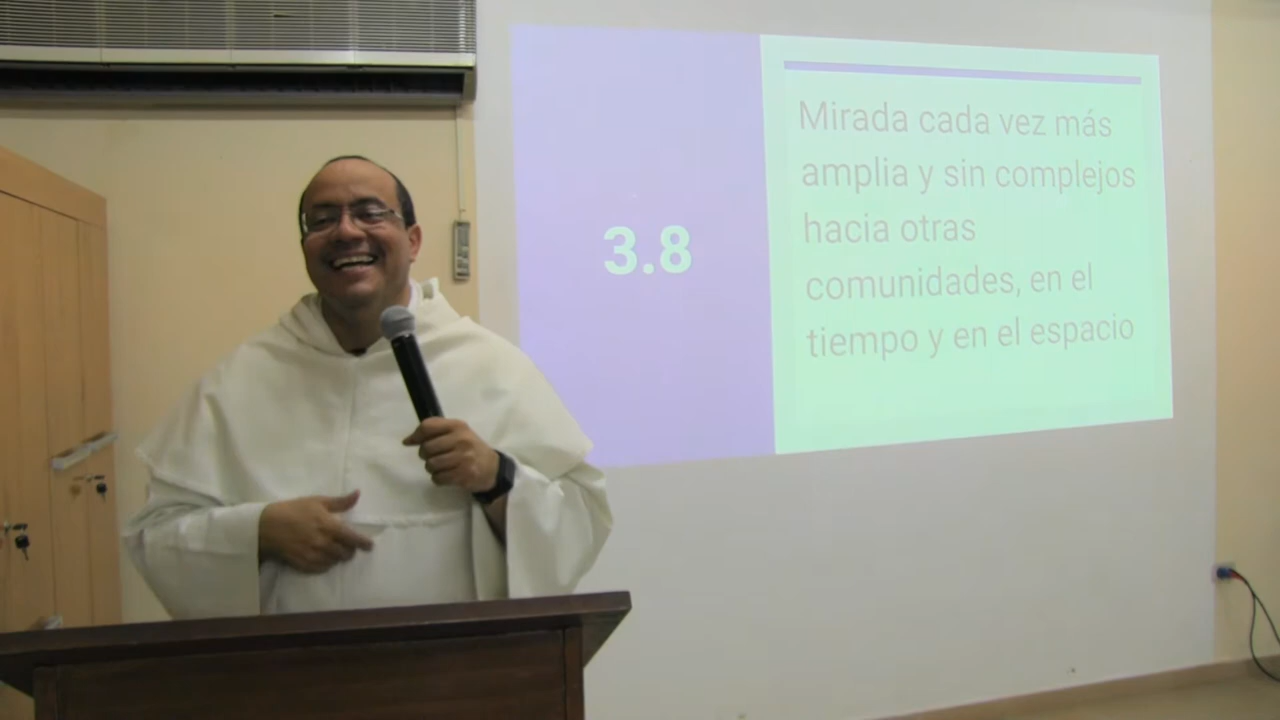 3.8
Mirada cada vez más
amplia y sin complejos
hacia otras
comunidades, en el
tiempo y en el espacio